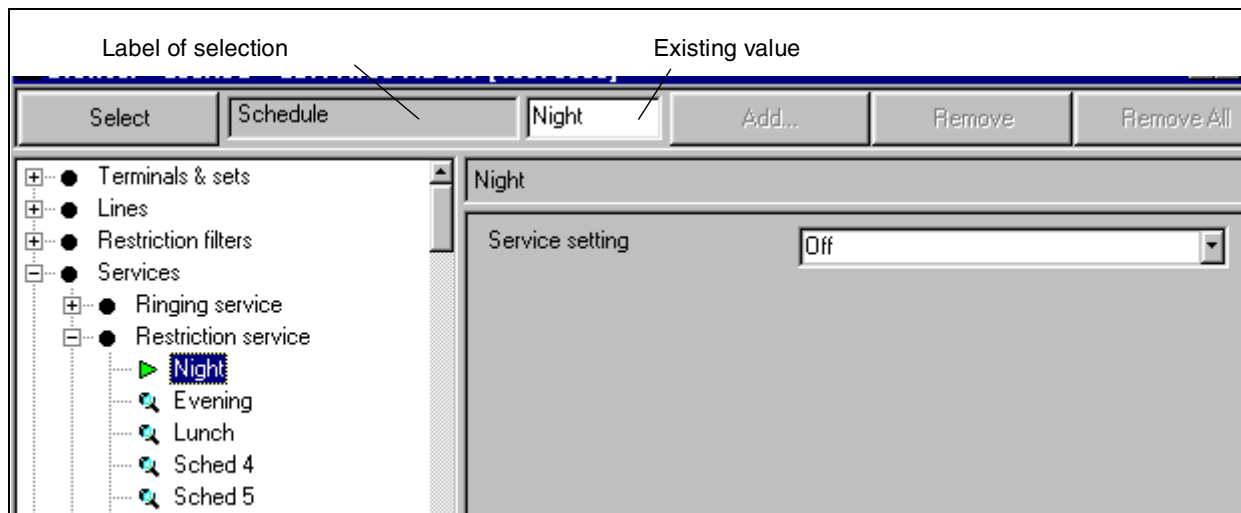 Label of selection
Existing value
Select
Schedule
Night
Add...
Remove
Remove All
Terminals & sets
Lines
Restriction filters
Services
Ringing service
Restriction service
Night
Evening
Lunch
Sched 4
Sched 5
Night
Service setting
Off